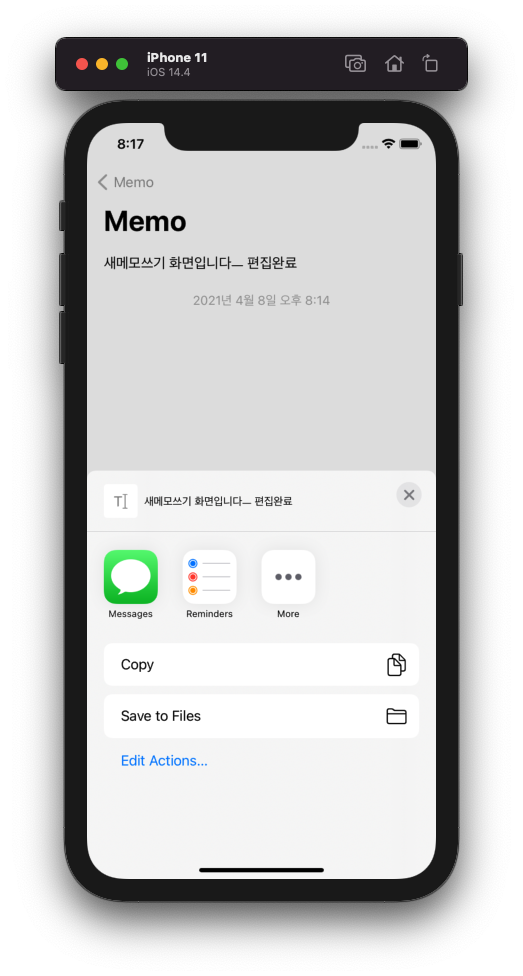 iPhone 11
iOS 14.4
8:17
Memo
Memo
새메모쓰기 화면입니다ㅡ 편집완료
2021년 4월 8일 오후 8:14
새메모쓰기 화면입니다ㅡ 편집완료
Messages
Reminders
More
Copy
Save to Files
Edit Actions...